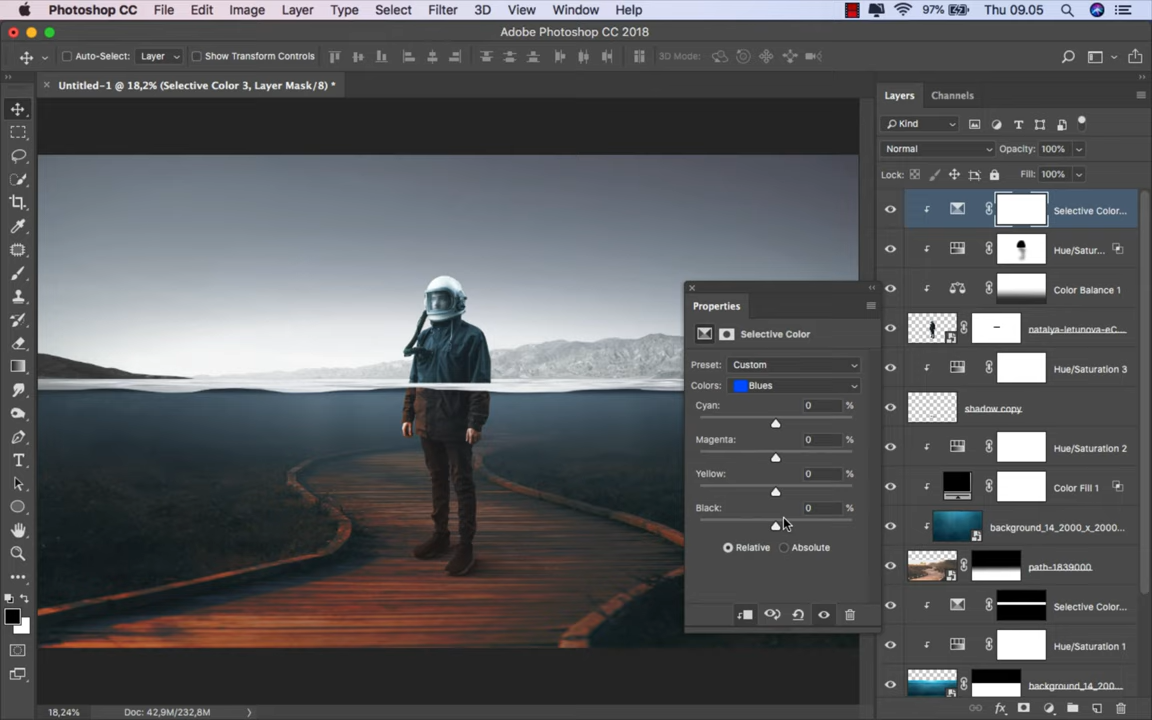 Photoshop CC File Edit Image Layer Type Select Filter 3D View Window Help 97% Thu 09.05
Adobe Photoshop CC 2018
Auto-Select: Layer Show Transform Controls 3D Mode:
Untitled-1 @ 18,2% (Selective Color 3, Layer Mask/8) *
Layers Channels
Kind
Normal Opacity: 100%
Lock: Fill: 100%
Selective Color...
Hue/Satur...
Color Balance 1
natalya-letunova-eC...
Hue/Saturation 3
shadow copy
Hue/Saturation 2
Color Fill 1
background_14_2000_x_2000...
path-1839000
Selective Color...
Hue/Saturation 1
background_14_200...
Properties
Selective Color
Preset: Custom
Colors: Blues
Cyan: 0 %
Magenta: 0 %
Yellow: 0 %
Black: 0 %
Relative Absolute
18,24% Doc: 42,9M/232,8M